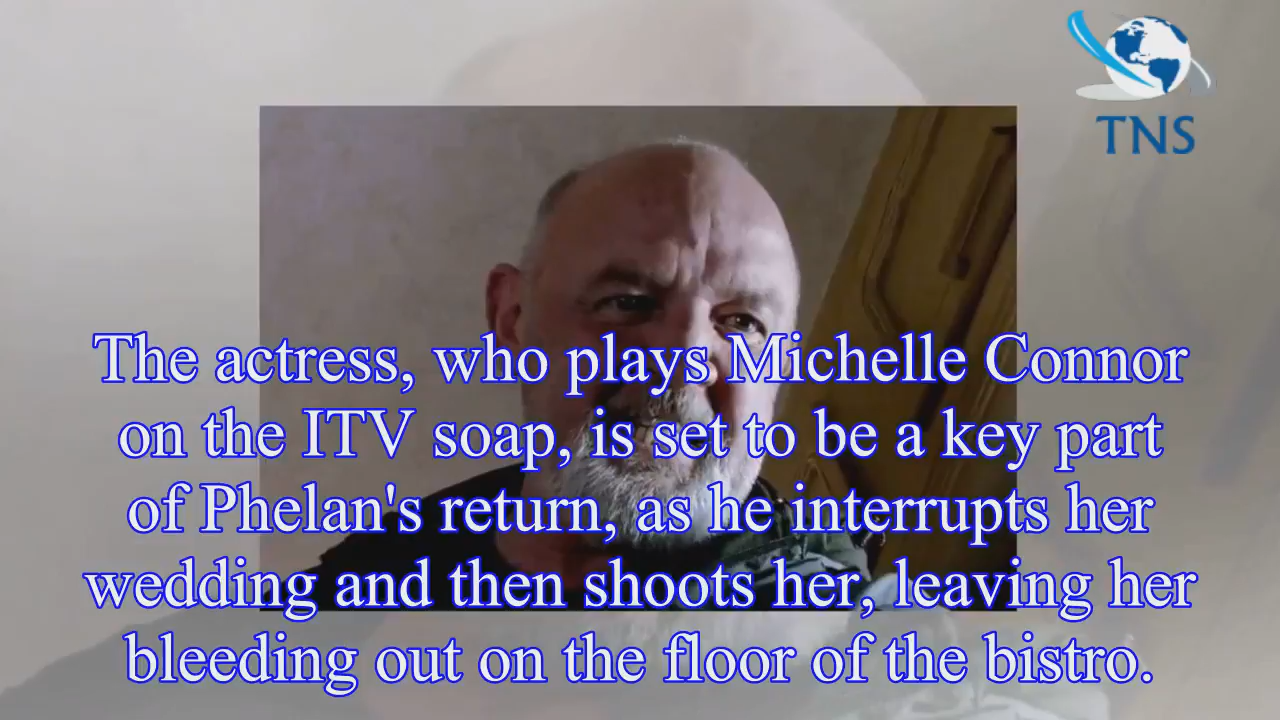 TNS
The actress, who plays Michelle Connor
on the ITV soap, is set to be a key part
of Phelan's return, as he interrupts her
wedding and then shoots her, leaving her
bleeding out on the floor of the bistro.